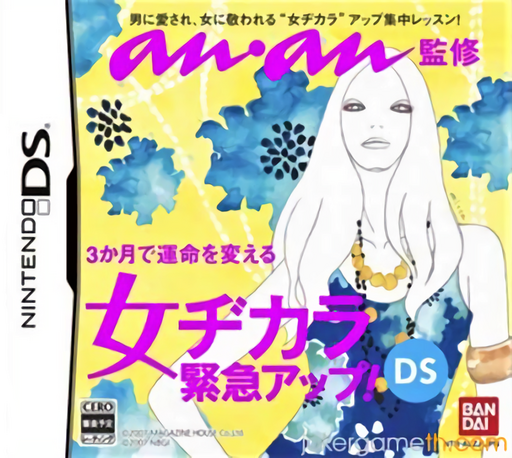 男に愛され、女に敬われる“女ヂカラ”アップ集中レッスン!
an・an 監修
NINTENDO DS
3か月で運命を変える
女ヂカラ
緊急アップ!
DS
CERO
審査予定
©2007 MAGAZINE HOUSE Co.,Ltd.
©2007 NBGI
BAN
DAI